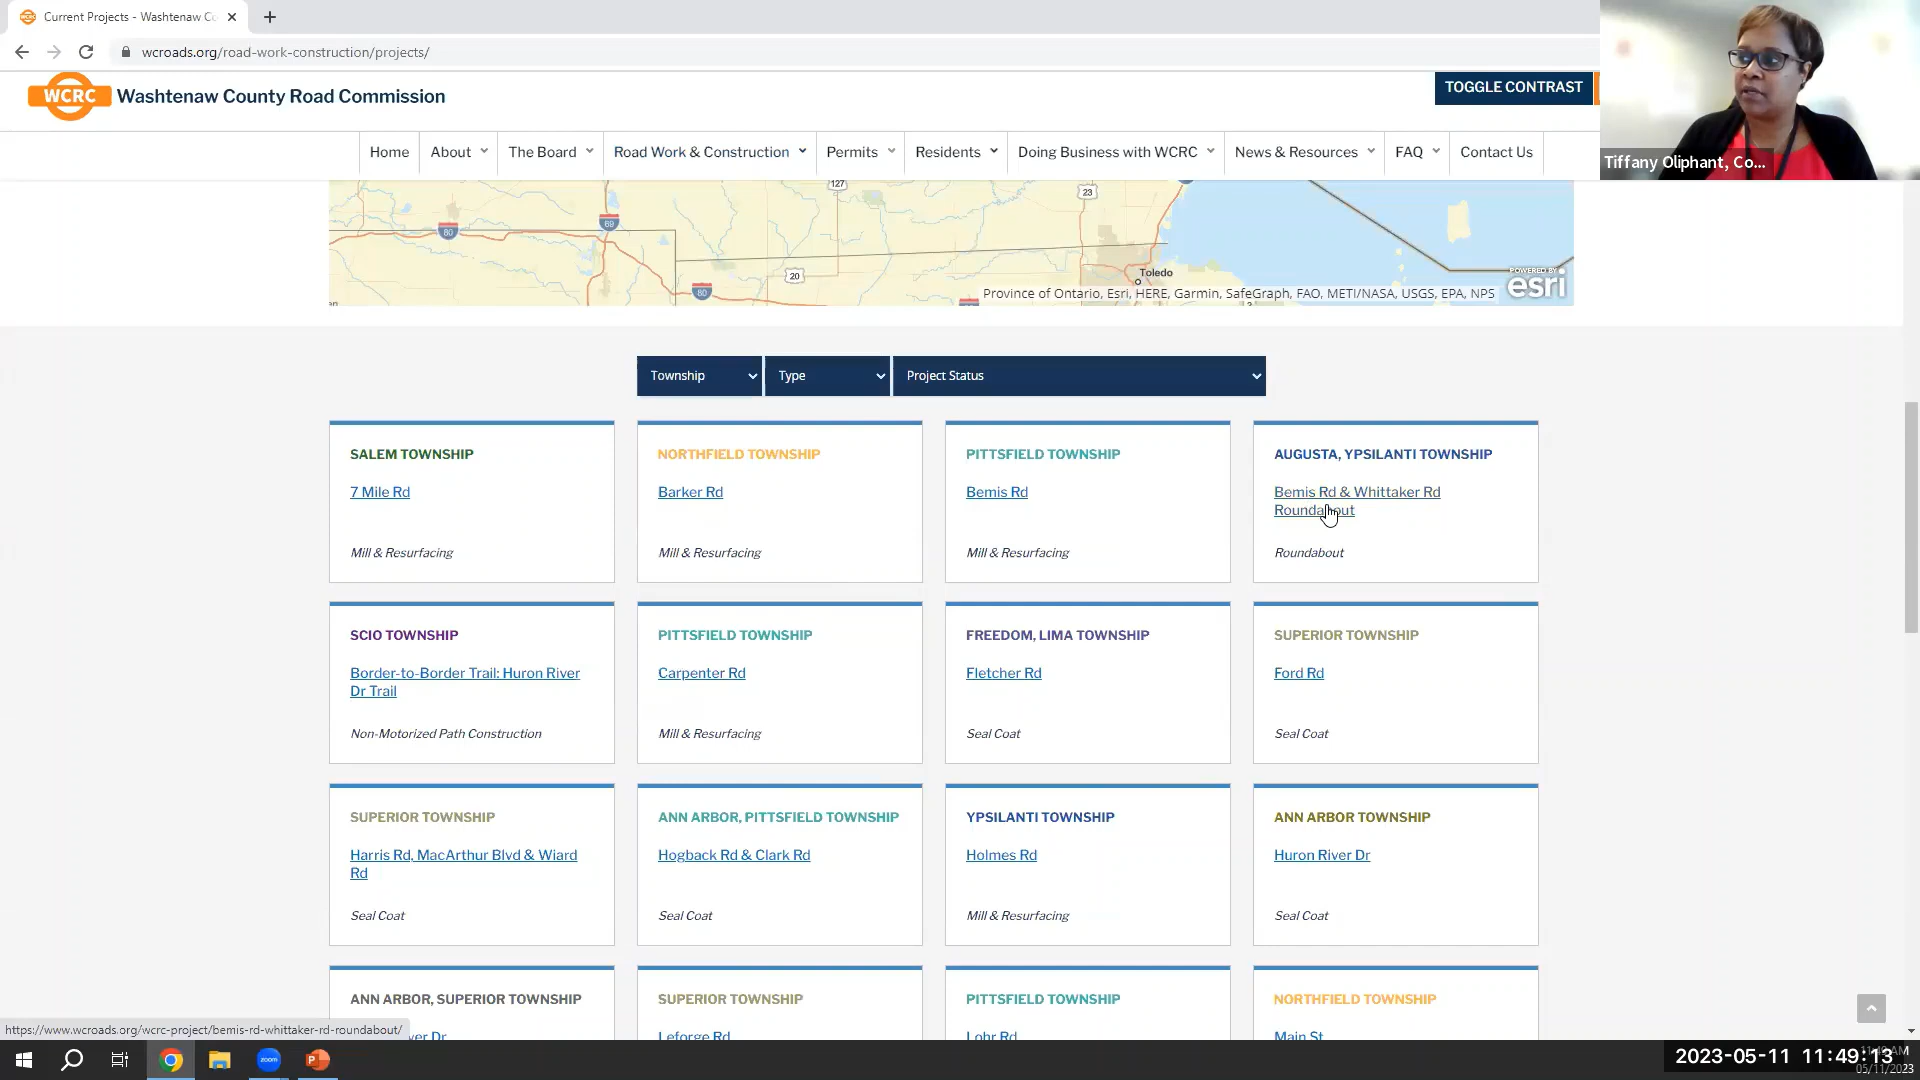 Current Projects - Washtenaw Co
wcroads.org/road-work-construction/projects/
WCRC Washtenaw County Road Commission
TOGGLE CONTRAST
Home About The Board Road Work & Construction Permits Residents Doing Business with WCRC News & Resources FAQ Contact Us
Tiffany Oliphant, Co...
127
23
69
80
20
80
Toledo
POWERED BY
esri
Province of Ontario, Esri, HERE, Garmin, SafeGraph, FAO, METI/NASA, USGS, EPA, NPS
Township Type Project Status
SALEM TOWNSHIP
7 Mile Rd
Mill & Resurfacing
NORTHFIELD TOWNSHIP
Barker Rd
Mill & Resurfacing
PITTSFIELD TOWNSHIP
Bemis Rd
Mill & Resurfacing
AUGUSTA, YPSILANTI TOWNSHIP
Bemis Rd & Whittaker Rd
Roundabout
Roundabout
SCIO TOWNSHIP
Border-to-Border Trail: Huron River
Dr Trail
Non-Motorized Path Construction
PITTSFIELD TOWNSHIP
Carpenter Rd
Mill & Resurfacing
FREEDOM, LIMA TOWNSHIP
Fletcher Rd
Seal Coat
SUPERIOR TOWNSHIP
Ford Rd
Seal Coat
SUPERIOR TOWNSHIP
Harris Rd, MacArthur Blvd & Wiard
Rd
Seal Coat
ANN ARBOR, PITTSFIELD TOWNSHIP
Hogback Rd & Clark Rd
Seal Coat
YPSILANTI TOWNSHIP
Holmes Rd
Mill & Resurfacing
ANN ARBOR TOWNSHIP
Huron River Dr
Seal Coat
ANN ARBOR, SUPERIOR TOWNSHIP
ver Dr
SUPERIOR TOWNSHIP
Leforge Rd
PITTSFIELD TOWNSHIP
Lohr Rd
NORTHFIELD TOWNSHIP
Main St
https://www.wcroads.org/wcrc-project/bemis-rd-whittaker-rd-roundabout/
zoom
2023-05-11 11:49:13
05/11/2023